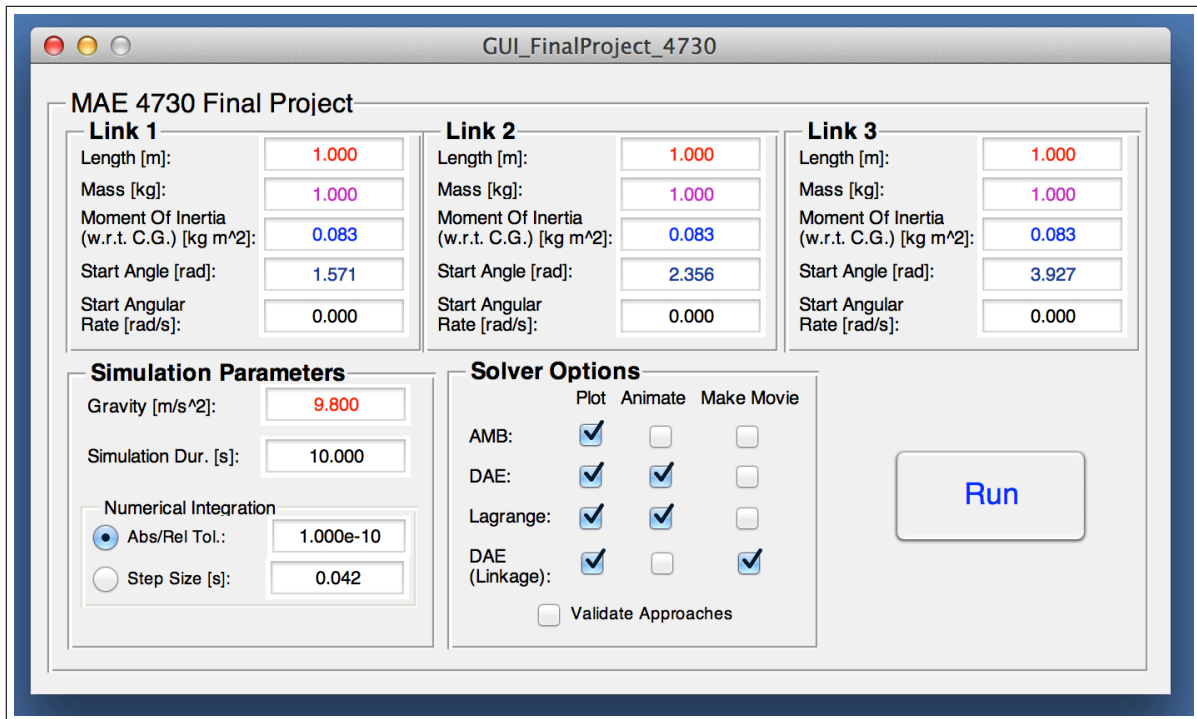 GUI_FinalProject_4730
MAE 4730 Final Project
Link 1
Length [m]: 1.000
Mass [kg]: 1.000
Moment Of Inertia
(w.r.t. C.G.) [kg m^2]: 0.083
Start Angle [rad]: 1.571
Start Angular
Rate [rad/s]: 0.000
Link 2
Length [m]: 1.000
Mass [kg]: 1.000
Moment Of Inertia
(w.r.t. C.G.) [kg m^2]: 0.083
Start Angle [rad]: 2.356
Start Angular
Rate [rad/s]: 0.000
Link 3
Length [m]: 1.000
Mass [kg]: 1.000
Moment Of Inertia
(w.r.t. C.G.) [kg m^2]: 0.083
Start Angle [rad]: 3.927
Start Angular
Rate [rad/s]: 0.000
Simulation Parameters
Gravity [m/s^2]: 9.800
Simulation Dur. [s]: 10.000
Numerical Integration
Abs/Rel Tol.: 1.000e-10
Step Size [s]: 0.042
Solver Options
Plot Animate Make Movie
AMB:
DAE:
Lagrange:
DAE
(Linkage):
Validate Approaches
Run